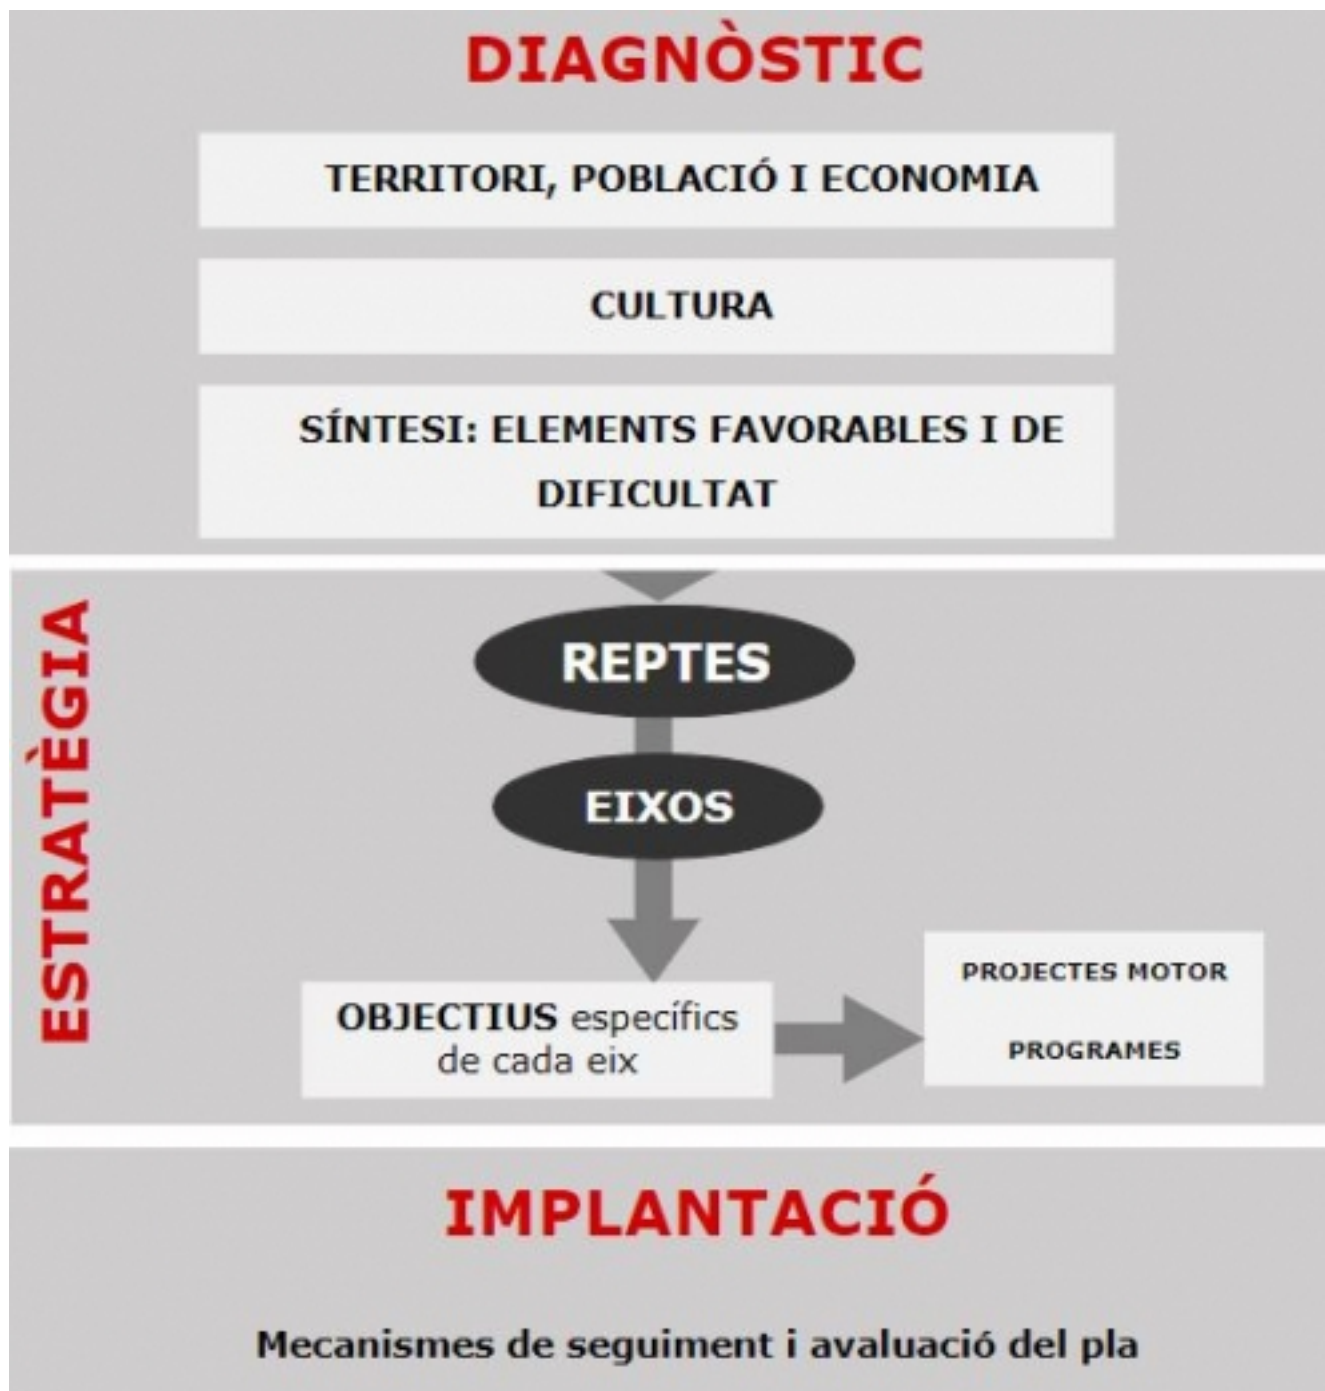 DIAGNÒSTIC
TERRITORI, POBLACIÓ I ECONOMIA
CULTURA
SÍNTESI: ELEMENTS FAVORABLES I DE
DIFICULTAT
ESTRATÈGIA
REPTES
EIXOS
OBJECTIUS específics
de cada eix
PROJECTES MOTOR
PROGRAMES
IMPLANTACIÓ
Mecanismes de seguiment i avaluació del pla